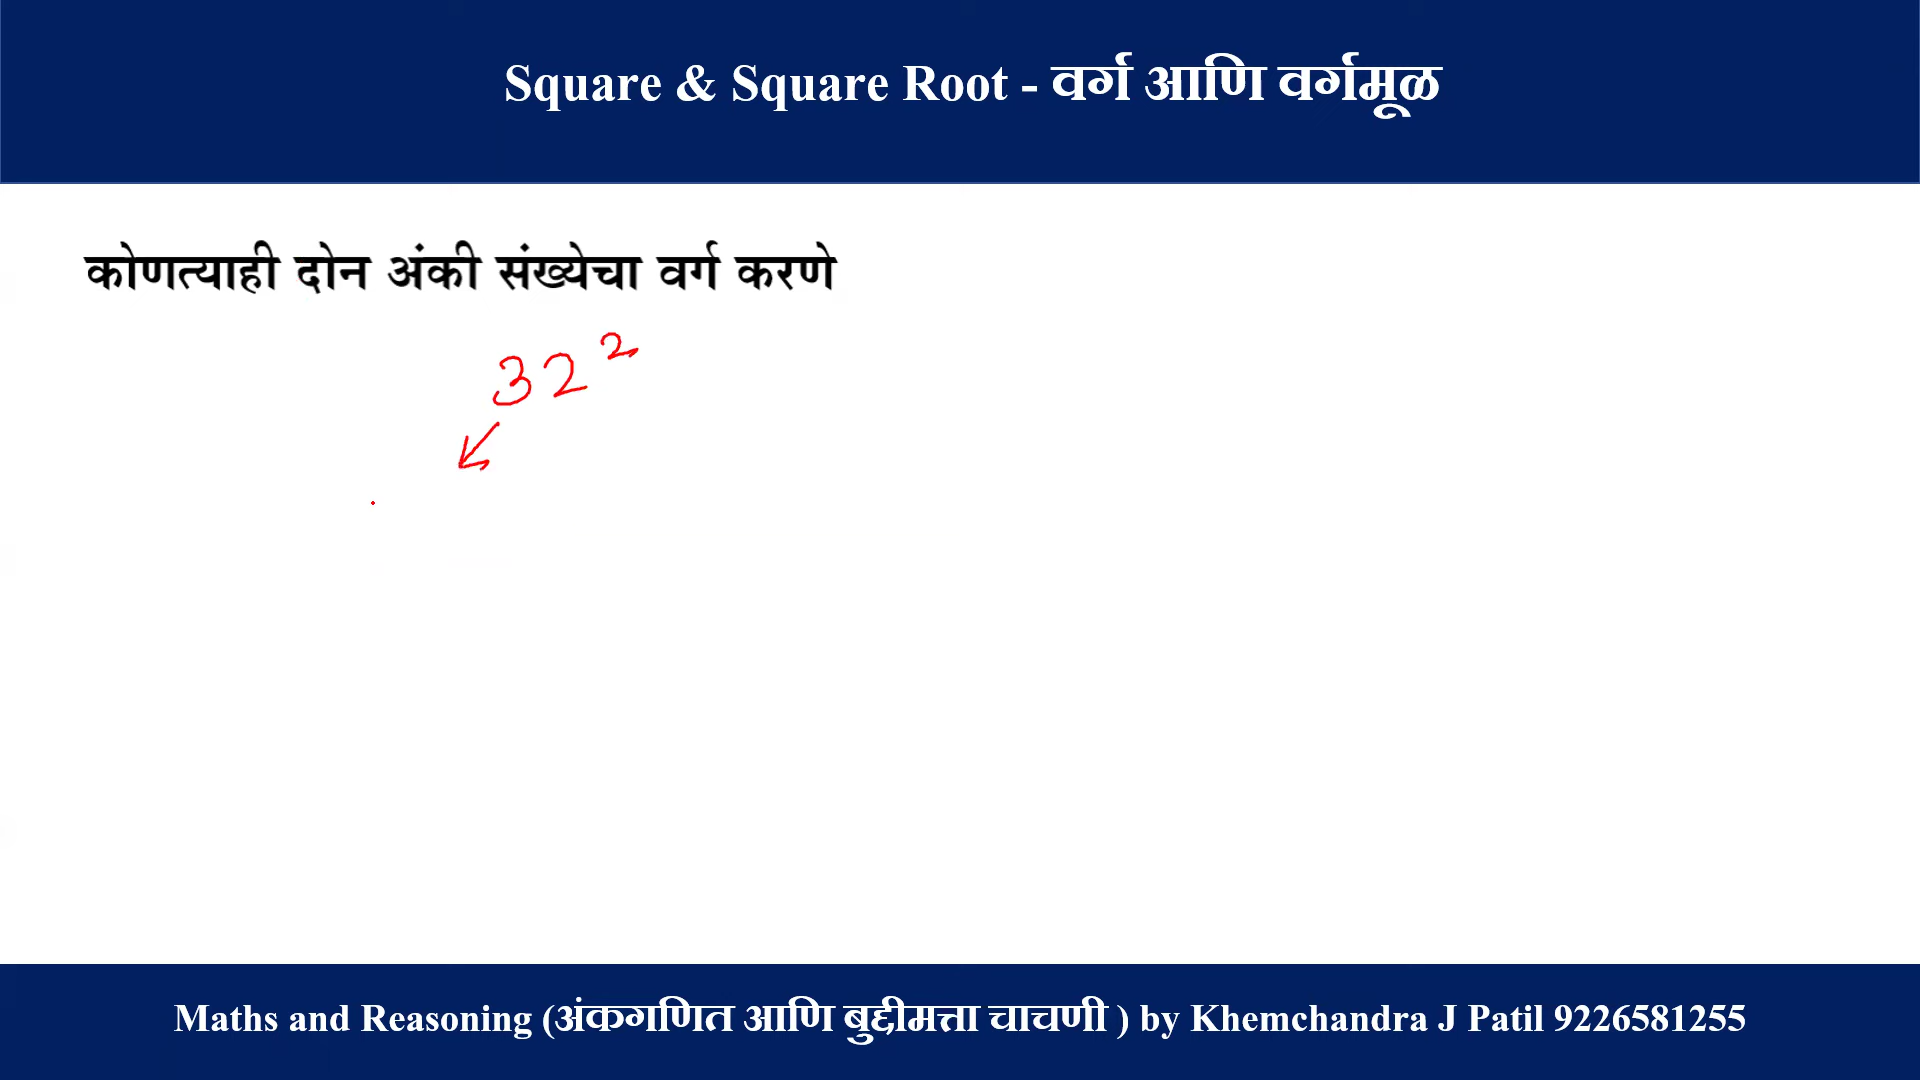 Square & Square Root - वर्ग आणि वर्गमूळ
कोणत्याही दोन अंकी संख्येचा वर्ग करणे
32²
Maths and Reasoning (अंकगणित आणि बुद्दीमत्ता चाचणी ) by Khemchandra J Patil 9226581255